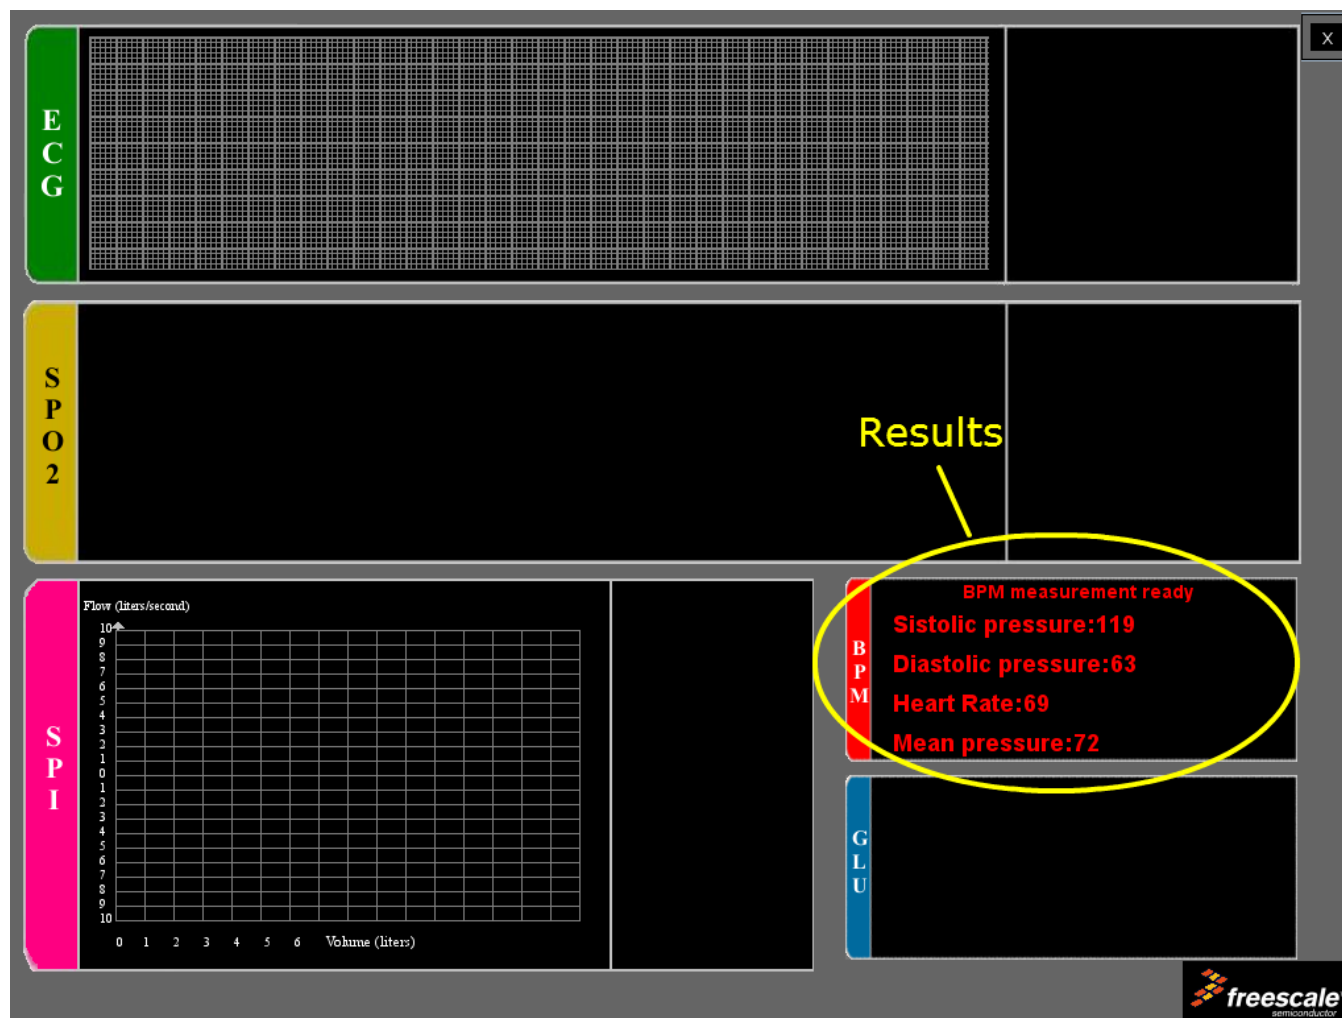 X
E
C
G
S
P
O
2
Results
BPM measurement ready
Sistolic pressure:119
Diastolic pressure:63
Heart Rate:69
Mean pressure:72
B
P
M
S
P
I
Flow (liters/second)
10
9
8
7
6
5
4
3
2
1
0
1
2
3
4
5
6
7
8
9
10
0 1 2 3 4 5 6 Volume (liters)
G
L
U
freescale
semiconductor